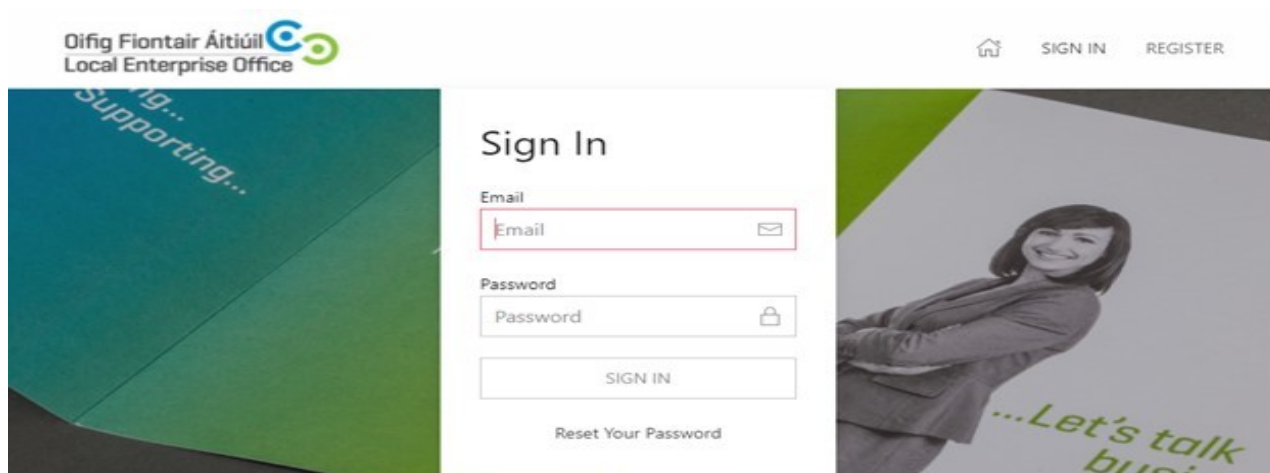 Oifig Fiontair Áitiúil
Local Enterprise Office
SIGN IN
REGISTER
Supporting...
Sign In
Email
Email
Password
Password
SIGN IN
Reset Your Password
...Let's talk